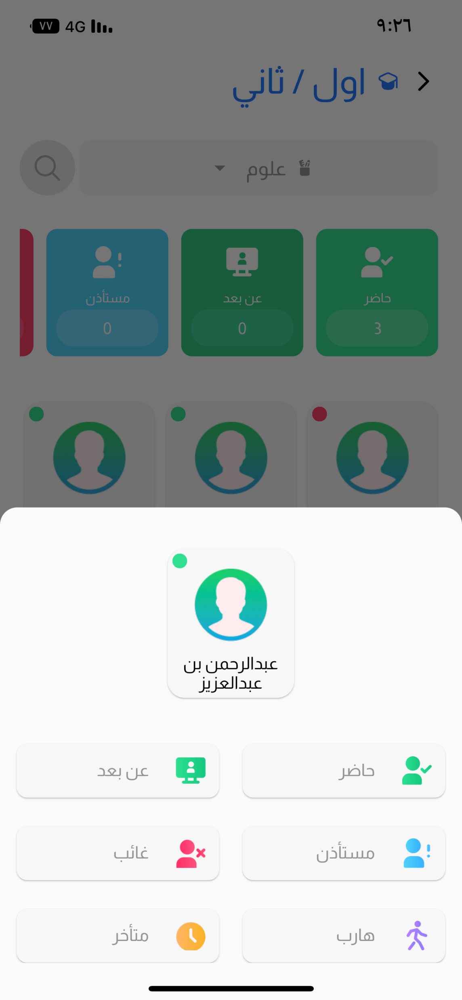 ٩:٢٦
4G
٧٧
اول / ثاني
علوم
حاضر
عن بعد
مستأذن
3
0
0
عبدالرحمن بن
عبدالعزيز
حاضر
عن بعد
مستأذن
غائب
هارب
متأخر